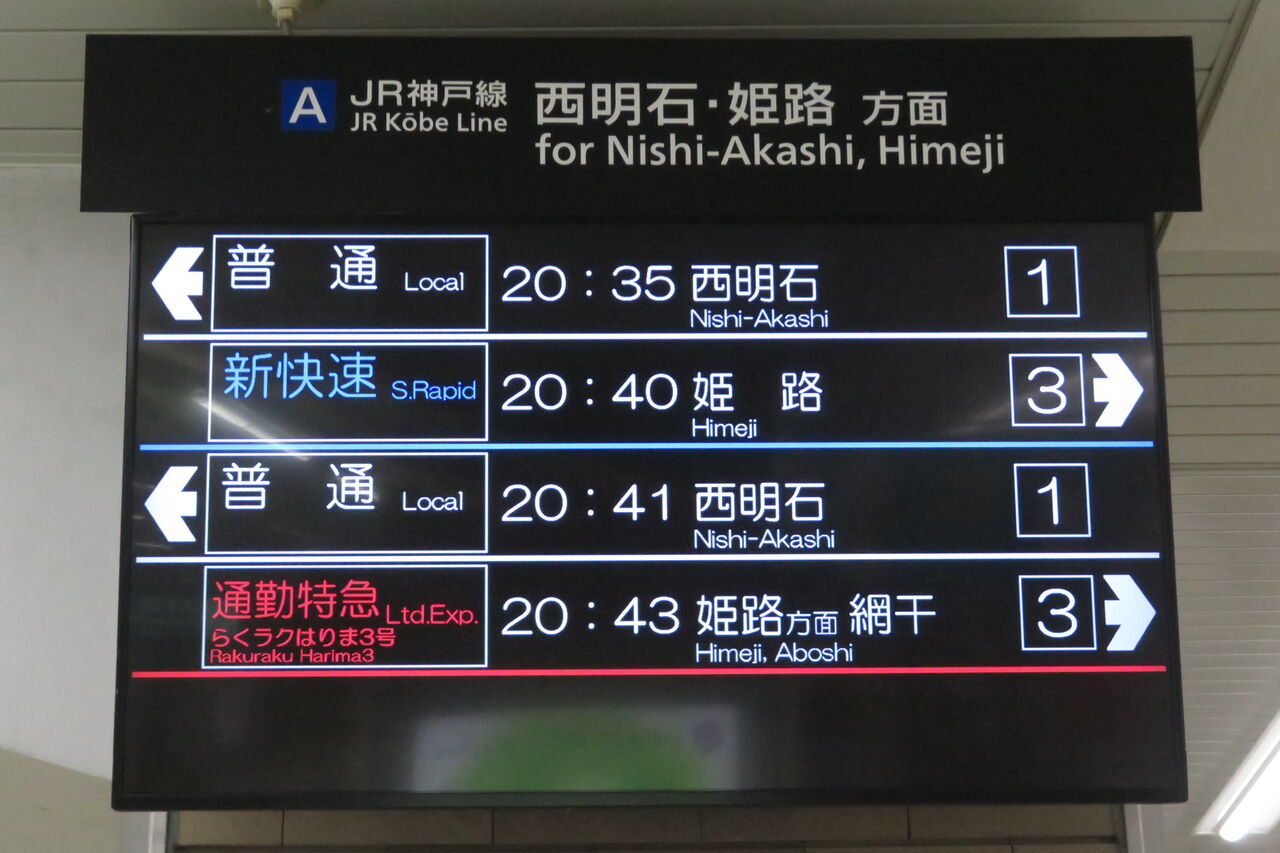 A JR神戸線 西明石・姫路 方面
JR Kōbe Line for Nishi-Akashi, Himeji
普 通 Local 20:35 西明石 1
Nishi-Akashi
新快速 S.Rapid 20:40 姫 路 3
Himeji
普 通 Local 20:41 西明石 1
Nishi-Akashi
通勤特急 Ltd.Exp. 20:43 姫路方面 網干 3
らくラクはりま3号
Rakuraku Harima3 Himeji, Aboshi